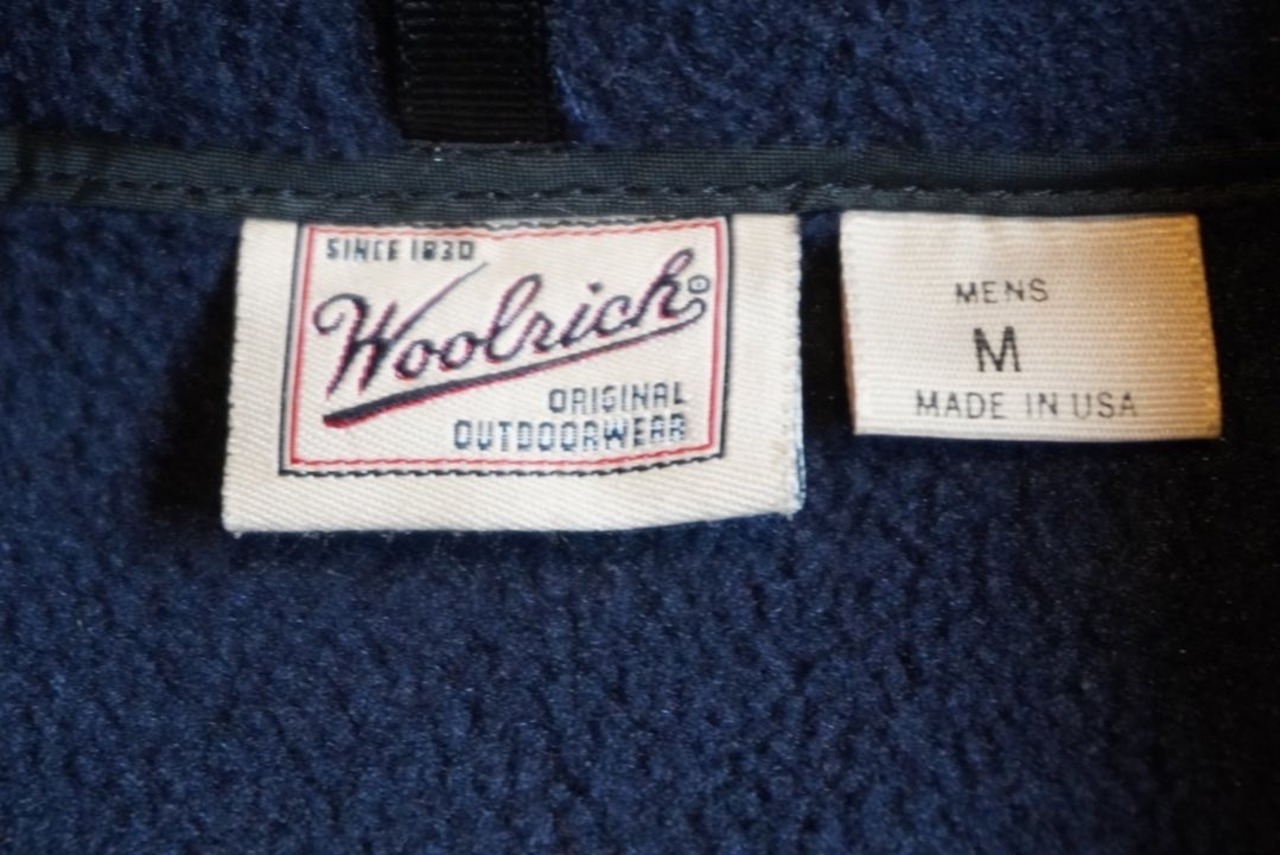 SINCE 1830
Woolrich®
ORIGINAL
OUTDOORWEAR
MENS
M
MADE IN USA